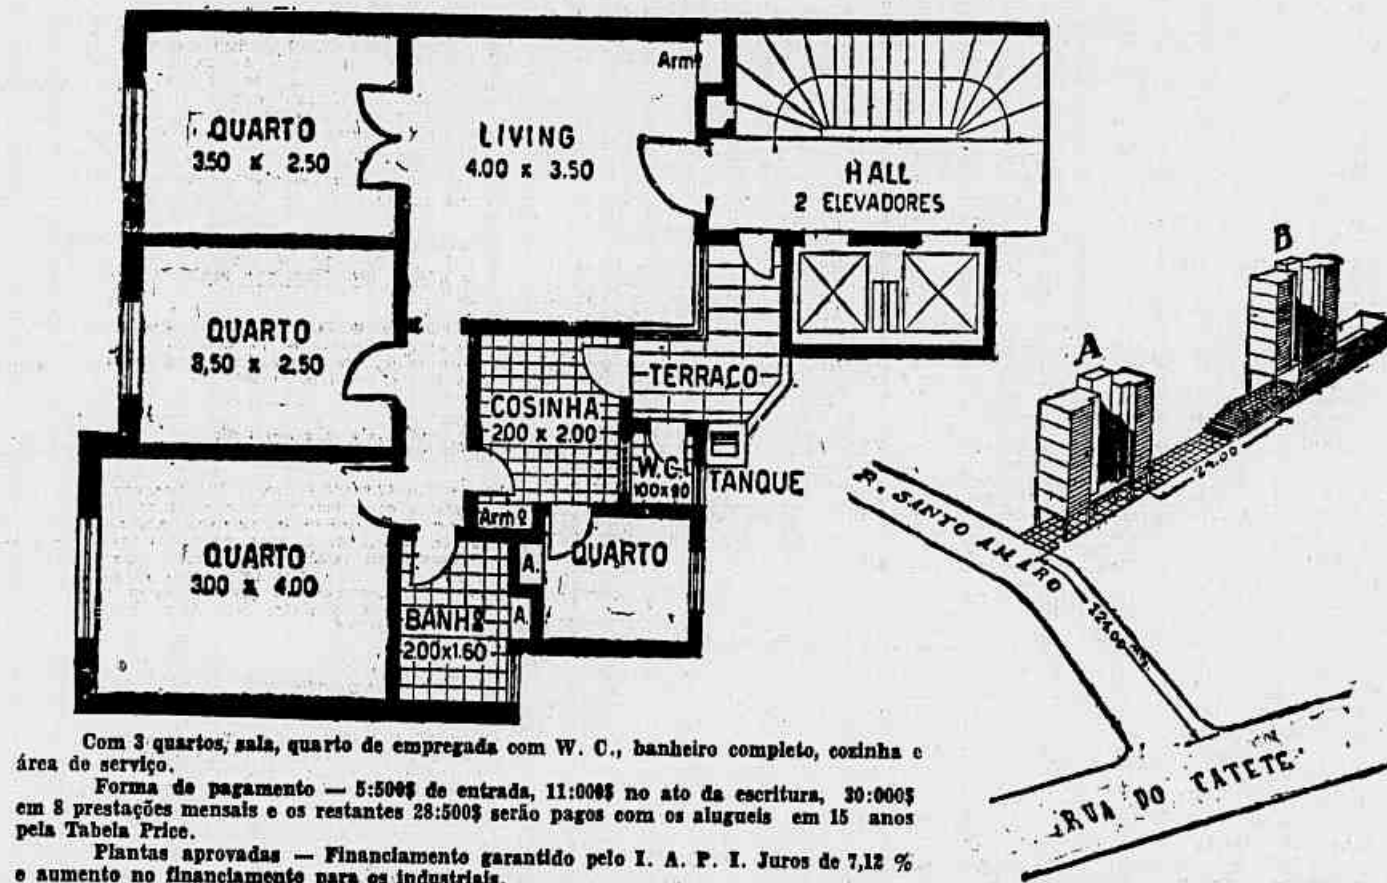 QUARTO
3.50 x 2.50
LIVING
4.00 x 3.50
Armº
HALL
2 ELEVADORES
QUARTO
3,50 x 2.50
COSINHA
2.00 x 2.00
TERRAÇO
W.C.
100x90
TANQUE
Armº
QUARTO
3.00 x 4.00
BANHº
2.00x1.60
A.
A.
QUARTO
A
B
R. SANTO AMARO
RUA DO CATETE
Com 3 quartos, sala, quarto de empregada com W. C., banheiro completo, cozinha e
área de serviço.
Forma de pagamento — 5:500$ de entrada, 11:000$ no ato da escritura, 30:000$
em 8 prestações mensais e os restantes 28:500$ serão pagos com os alugueis em 15 anos
pela Tabela Price.
Plantas aprovadas — Financiamento garantido pelo I. A. P. I. Juros de 7,12 %
e aumento no financiamento para os industriais.